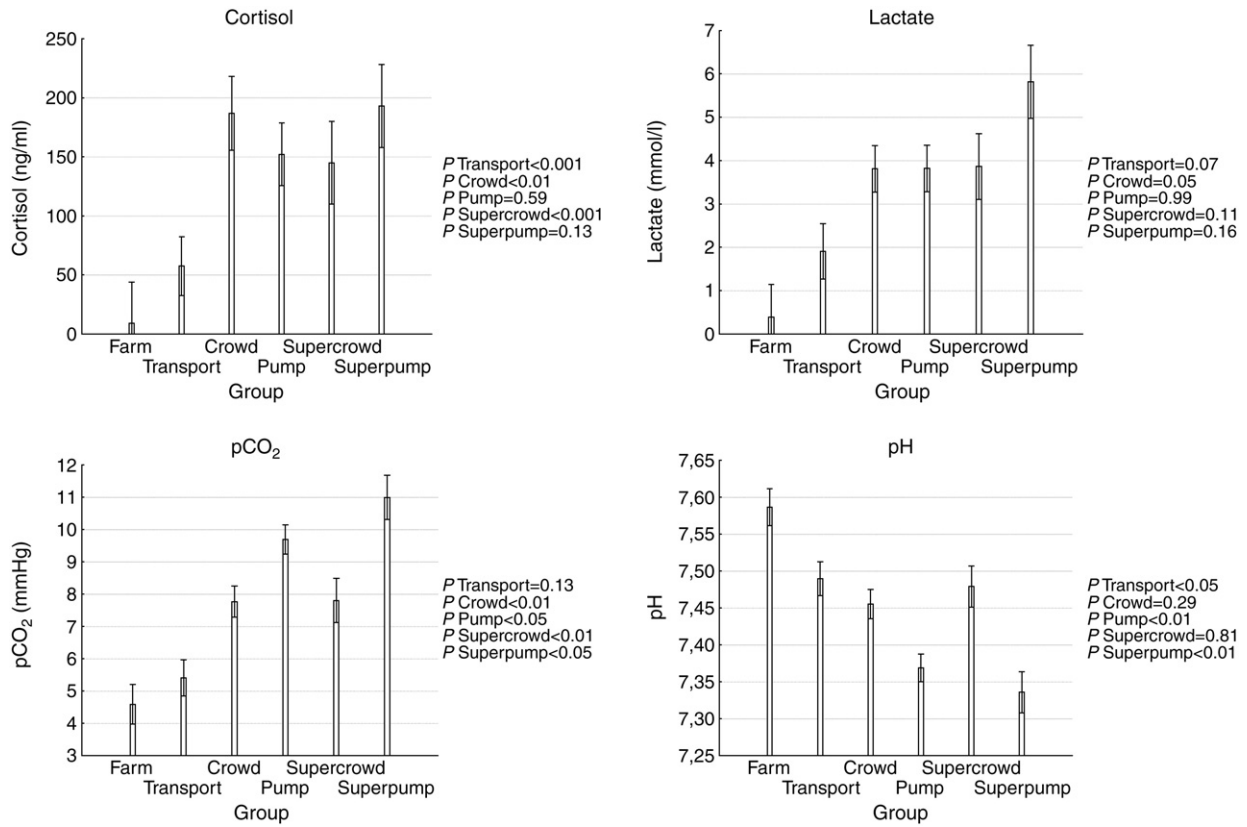 Cortisol
250
200
150
100
50
0
Cortisol (ng/ml)
Farm
Transport
Crowd
Pump
Supercrowd
Superpump
Group
P Transport<0.001
P Crowd<0.01
P Pump=0.59
P Supercrowd<0.001
P Superpump=0.13
Lactate
7
6
5
4
3
2
1
0
Lactate (mmol/l)
Farm
Transport
Crowd
Pump
Supercrowd
Superpump
Group
P Transport=0.07
P Crowd=0.05
P Pump=0.99
P Supercrowd=0.11
P Superpump=0.16
pCO₂
12
11
10
9
8
7
6
5
4
3
pCO₂ (mmHg)
Farm
Transport
Crowd
Pump
Supercrowd
Superpump
Group
P Transport=0.13
P Crowd<0.01
P Pump<0.05
P Supercrowd<0.01
P Superpump<0.05
pH
7,65
7,60
7,55
7,50
7,45
7,40
7,35
7,30
7,25
pH
Farm
Transport
Crowd
Pump
Supercrowd
Superpump
Group
P Transport<0.05
P Crowd=0.29
P Pump<0.01
P Supercrowd=0.81
P Superpump<0.01